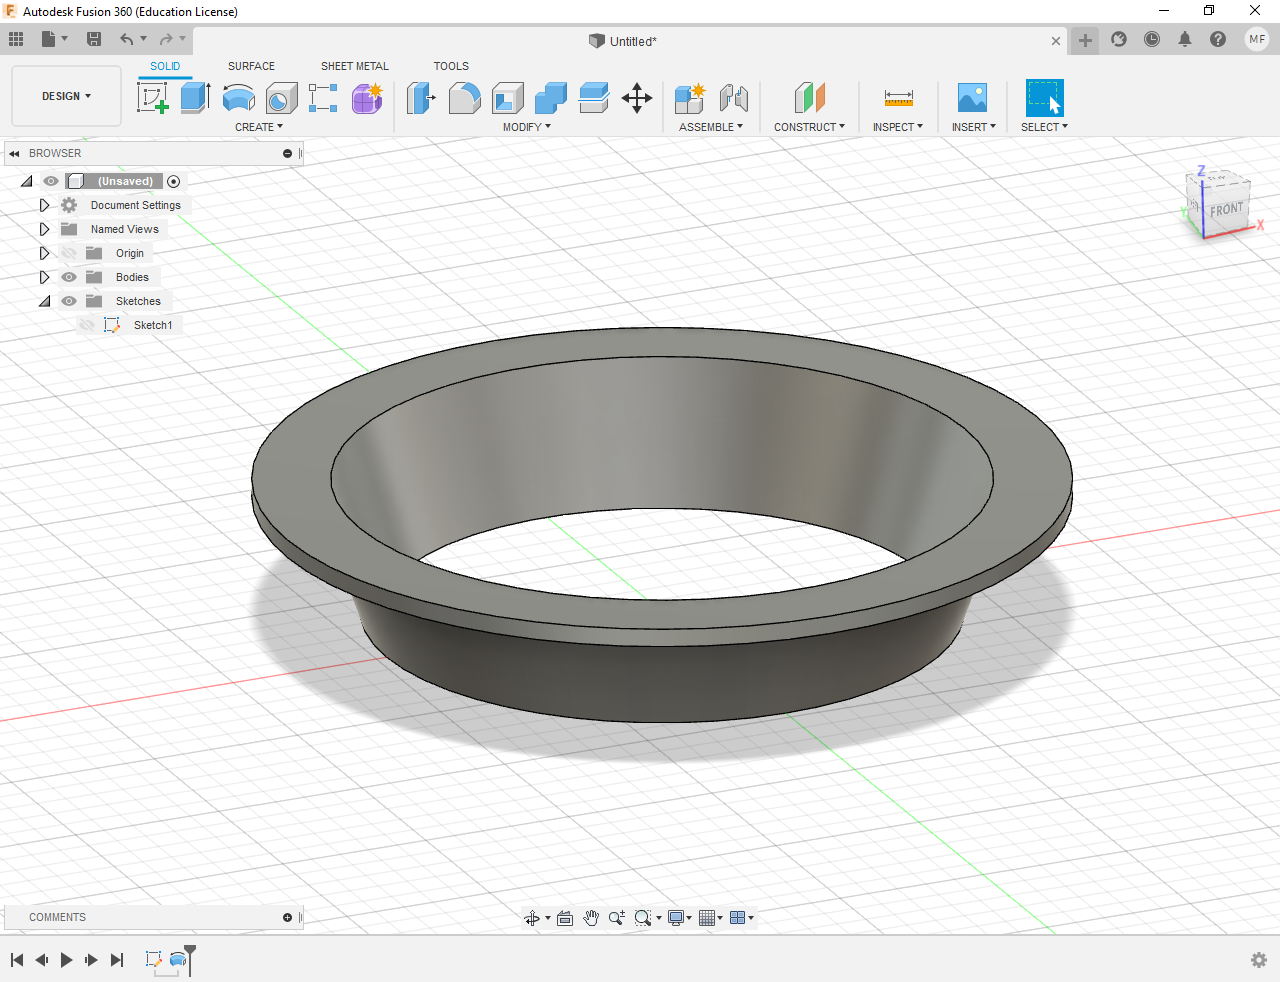 Autodesk Fusion 360 (Education License)
Untitled*
MF
SOLID SURFACE SHEET METAL TOOLS
DESIGN
CREATE MODIFY ASSEMBLE CONSTRUCT INSPECT INSERT SELECT
BROWSER
(Unsaved)
Document Settings
Named Views
Origin
Bodies
Sketches
Sketch1
Z
FRONT
Y
X
COMMENTS